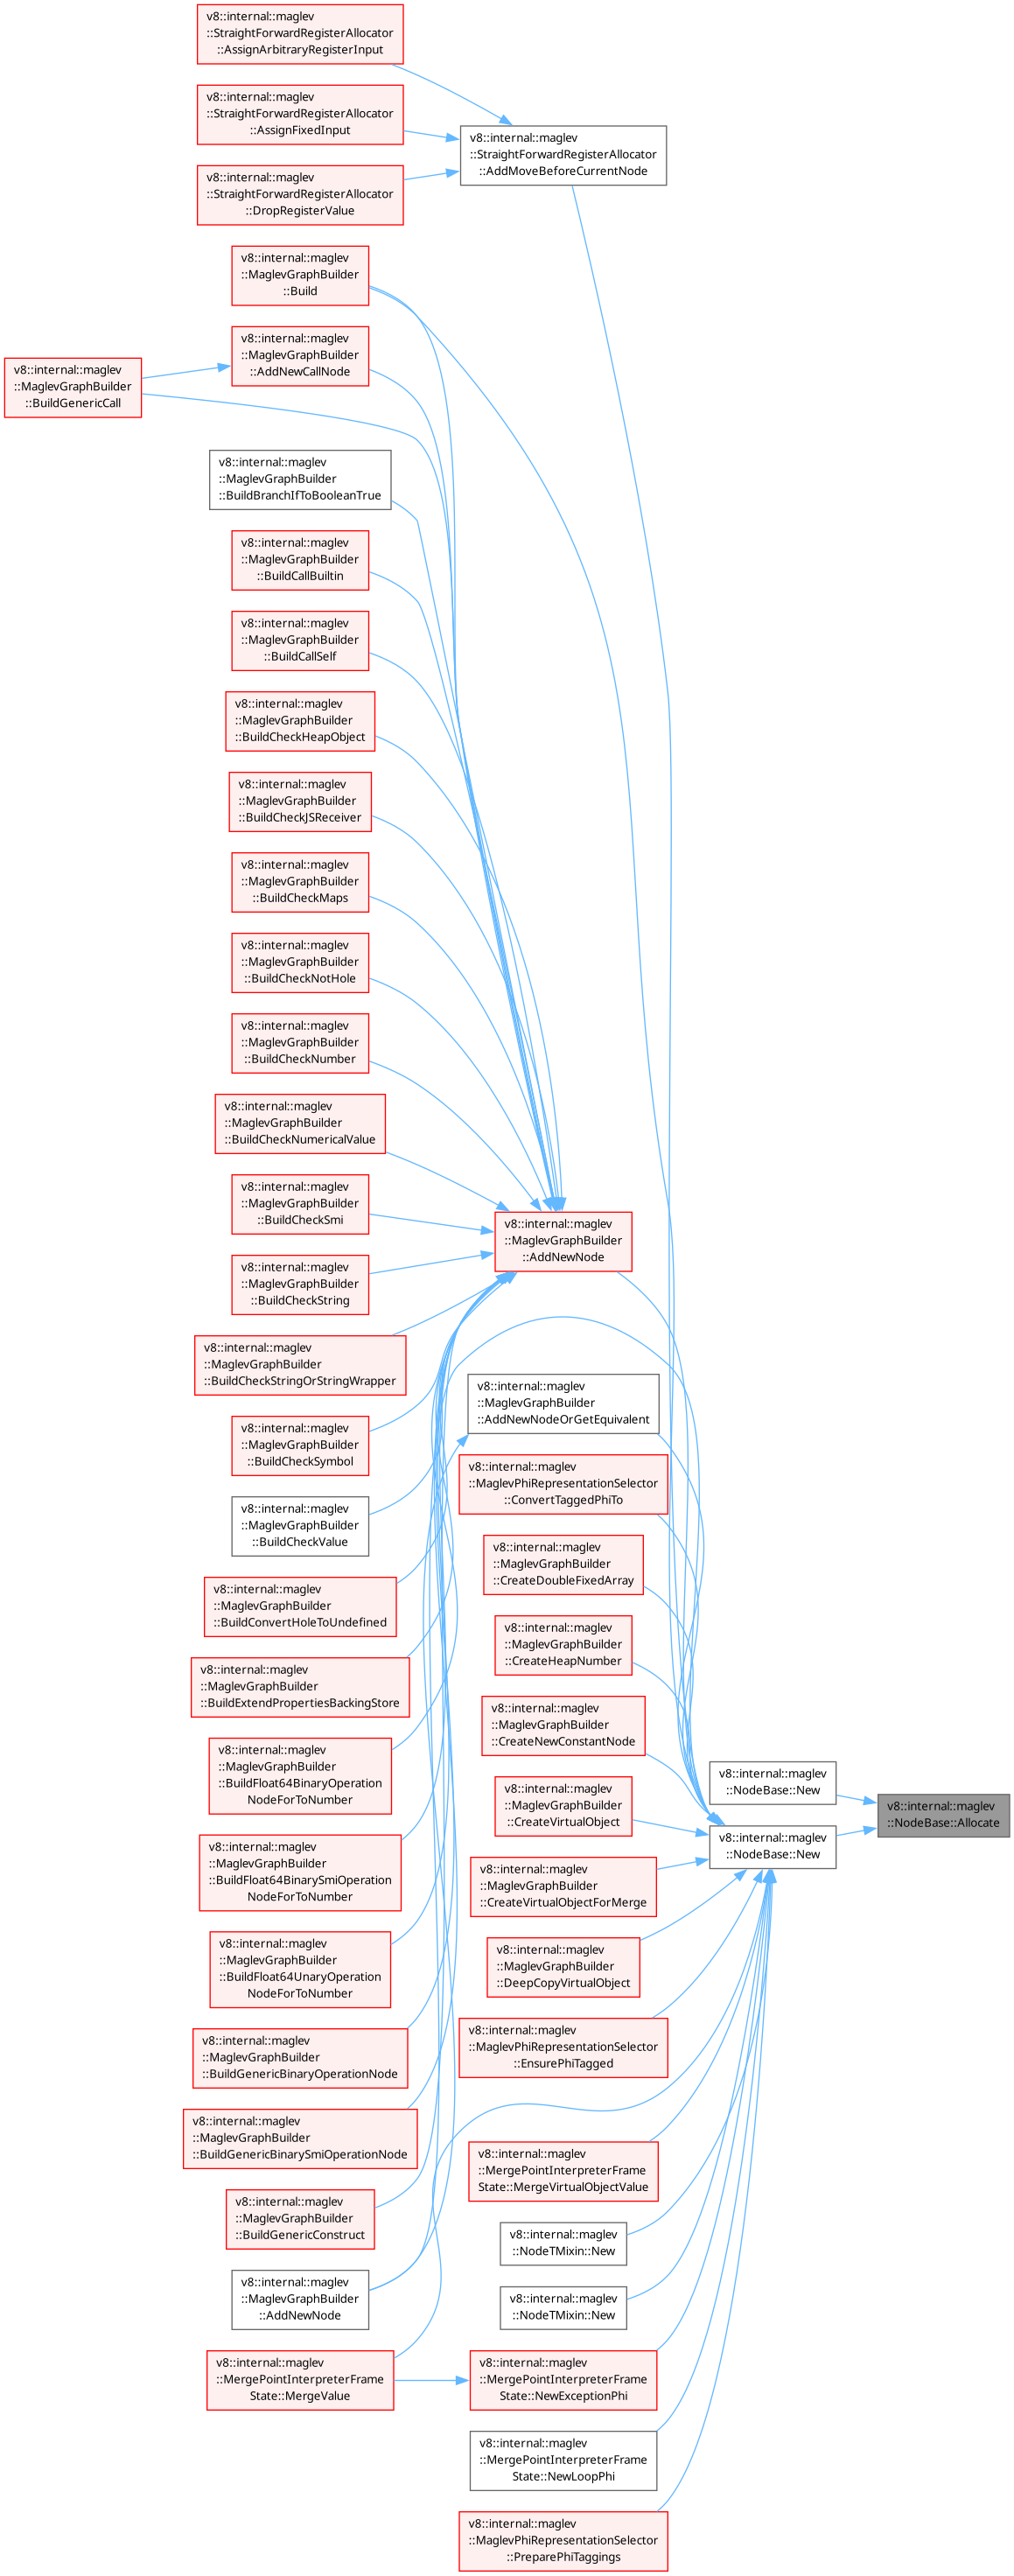 v8::internal::maglev
::StraightForwardRegisterAllocator
::AssignArbitraryRegisterInput
v8::internal::maglev
::StraightForwardRegisterAllocator
::AssignFixedInput
v8::internal::maglev
::StraightForwardRegisterAllocator
::AddMoveBeforeCurrentNode
v8::internal::maglev
::StraightForwardRegisterAllocator
::DropRegisterValue
v8::internal::maglev
::MaglevGraphBuilder
::Build
v8::internal::maglev
::MaglevGraphBuilder
::AddNewCallNode
v8::internal::maglev
::MaglevGraphBuilder
::BuildGenericCall
v8::internal::maglev
::MaglevGraphBuilder
::BuildBranchIfToBooleanTrue
v8::internal::maglev
::MaglevGraphBuilder
::BuildCallBuiltin
v8::internal::maglev
::MaglevGraphBuilder
::BuildCallSelf
v8::internal::maglev
::MaglevGraphBuilder
::BuildCheckHeapObject
v8::internal::maglev
::MaglevGraphBuilder
::BuildCheckJSReceiver
v8::internal::maglev
::MaglevGraphBuilder
::BuildCheckMaps
v8::internal::maglev
::MaglevGraphBuilder
::BuildCheckNotHole
v8::internal::maglev
::MaglevGraphBuilder
::BuildCheckNumber
v8::internal::maglev
::MaglevGraphBuilder
::BuildCheckNumericalValue
v8::internal::maglev
::MaglevGraphBuilder
::BuildCheckSmi
v8::internal::maglev
::MaglevGraphBuilder
::AddNewNode
v8::internal::maglev
::MaglevGraphBuilder
::BuildCheckString
v8::internal::maglev
::MaglevGraphBuilder
::BuildCheckStringOrStringWrapper
v8::internal::maglev
::MaglevGraphBuilder
::AddNewNodeOrGetEquivalent
v8::internal::maglev
::MaglevGraphBuilder
::BuildCheckSymbol
v8::internal::maglev
::MaglevPhiRepresentationSelector
::ConvertTaggedPhiTo
v8::internal::maglev
::MaglevGraphBuilder
::BuildCheckValue
v8::internal::maglev
::MaglevGraphBuilder
::CreateDoubleFixedArray
v8::internal::maglev
::MaglevGraphBuilder
::BuildConvertHoleToUndefined
v8::internal::maglev
::MaglevGraphBuilder
::CreateHeapNumber
v8::internal::maglev
::MaglevGraphBuilder
::BuildExtendPropertiesBackingStore
v8::internal::maglev
::MaglevGraphBuilder
::CreateNewConstantNode
v8::internal::maglev
::MaglevGraphBuilder
::BuildFloat64BinaryOperation
NodeForToNumber
v8::internal::maglev
::NodeBase::New
v8::internal::maglev
::NodeBase::Allocate
v8::internal::maglev
::MaglevGraphBuilder
::CreateVirtualObject
v8::internal::maglev
::NodeBase::New
v8::internal::maglev
::MaglevGraphBuilder
::BuildFloat64BinarySmiOperation
NodeForToNumber
v8::internal::maglev
::MaglevGraphBuilder
::CreateVirtualObjectForMerge
v8::internal::maglev
::MaglevGraphBuilder
::BuildFloat64UnaryOperation
NodeForToNumber
v8::internal::maglev
::MaglevGraphBuilder
::DeepCopyVirtualObject
v8::internal::maglev
::MaglevPhiRepresentationSelector
::EnsurePhiTagged
v8::internal::maglev
::MaglevGraphBuilder
::BuildGenericBinaryOperationNode
v8::internal::maglev
::MaglevGraphBuilder
::BuildGenericBinarySmiOperationNode
v8::internal::maglev
::MergePointInterpreterFrame
State::MergeVirtualObjectValue
v8::internal::maglev
::MaglevGraphBuilder
::BuildGenericConstruct
v8::internal::maglev
::NodeTMixin::New
v8::internal::maglev
::MaglevGraphBuilder
::AddNewNode
v8::internal::maglev
::NodeTMixin::New
v8::internal::maglev
::MergePointInterpreterFrame
State::MergeValue
v8::internal::maglev
::MergePointInterpreterFrame
State::NewExceptionPhi
v8::internal::maglev
::MergePointInterpreterFrame
State::NewLoopPhi
v8::internal::maglev
::MaglevPhiRepresentationSelector
::PreparePhiTaggings